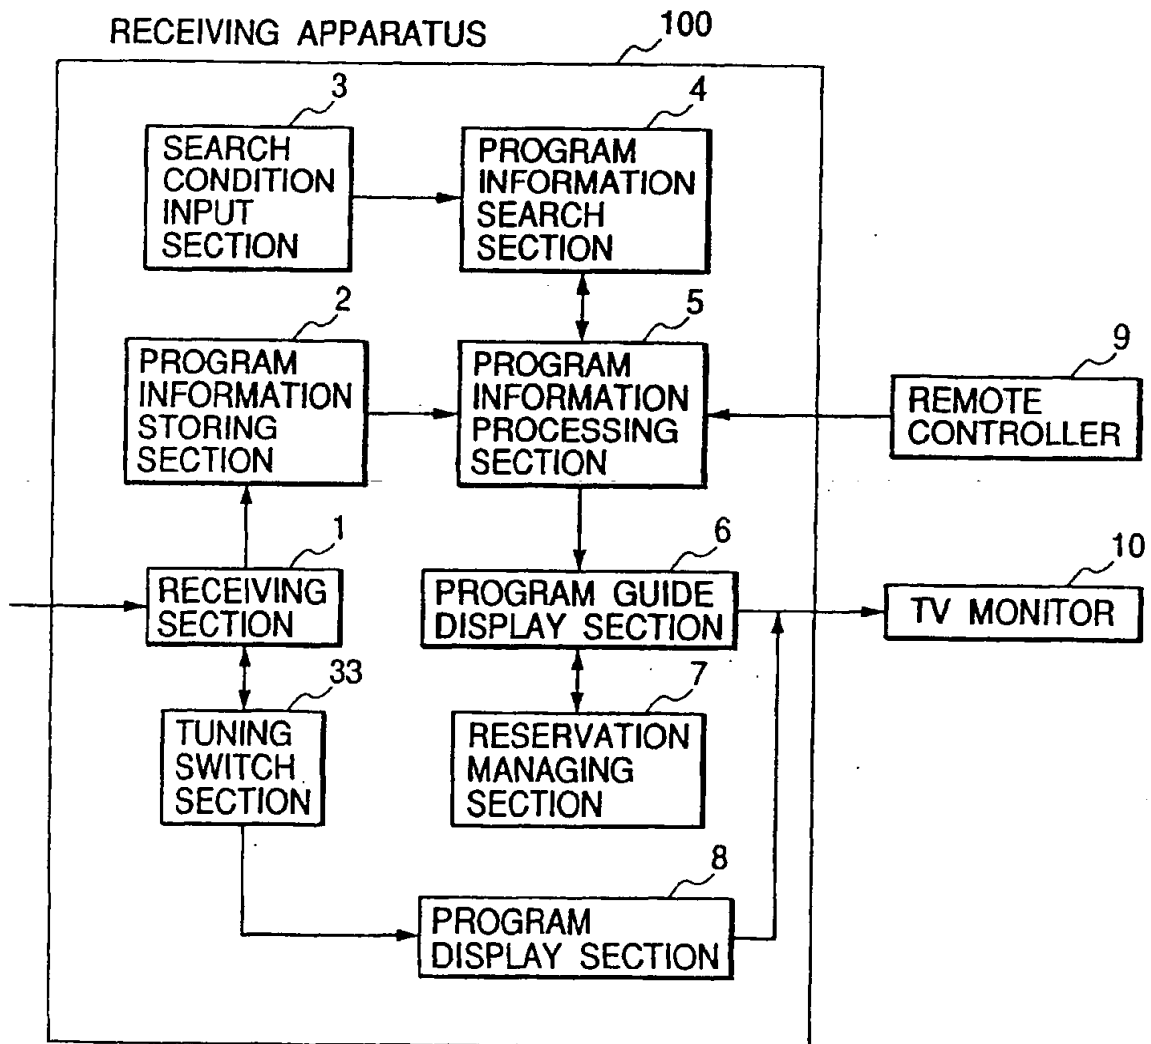 RECEIVING APPARATUS
100
3
SEARCH
CONDITION
INPUT
SECTION
4
PROGRAM
INFORMATION
SEARCH
SECTION
2
PROGRAM
INFORMATION
STORING
SECTION
5
PROGRAM
INFORMATION
PROCESSING
SECTION
9
REMOTE
CONTROLLER
1
RECEIVING
SECTION
6
PROGRAM GUIDE
DISPLAY SECTION
10
TV MONITOR
33
TUNING
SWITCH
SECTION
7
RESERVATION
MANAGING
SECTION
8
PROGRAM
DISPLAY SECTION